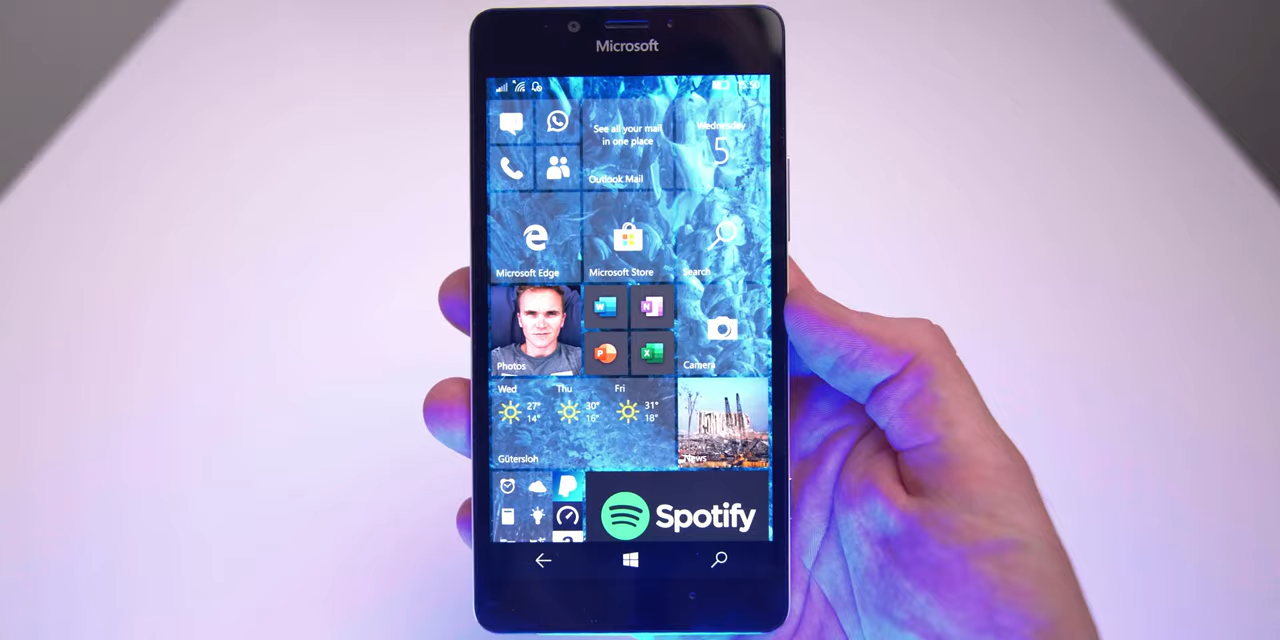 Microsoft
Wednesday
See all your mail
in one place
5
Outlook Mail
Microsoft Edge
Microsoft Store
Search
W
N
P
X
Photos
Camera
Wed Thu Fri
27° 30° 31°
14° 16° 18°
Gütersloh
News
Spotify